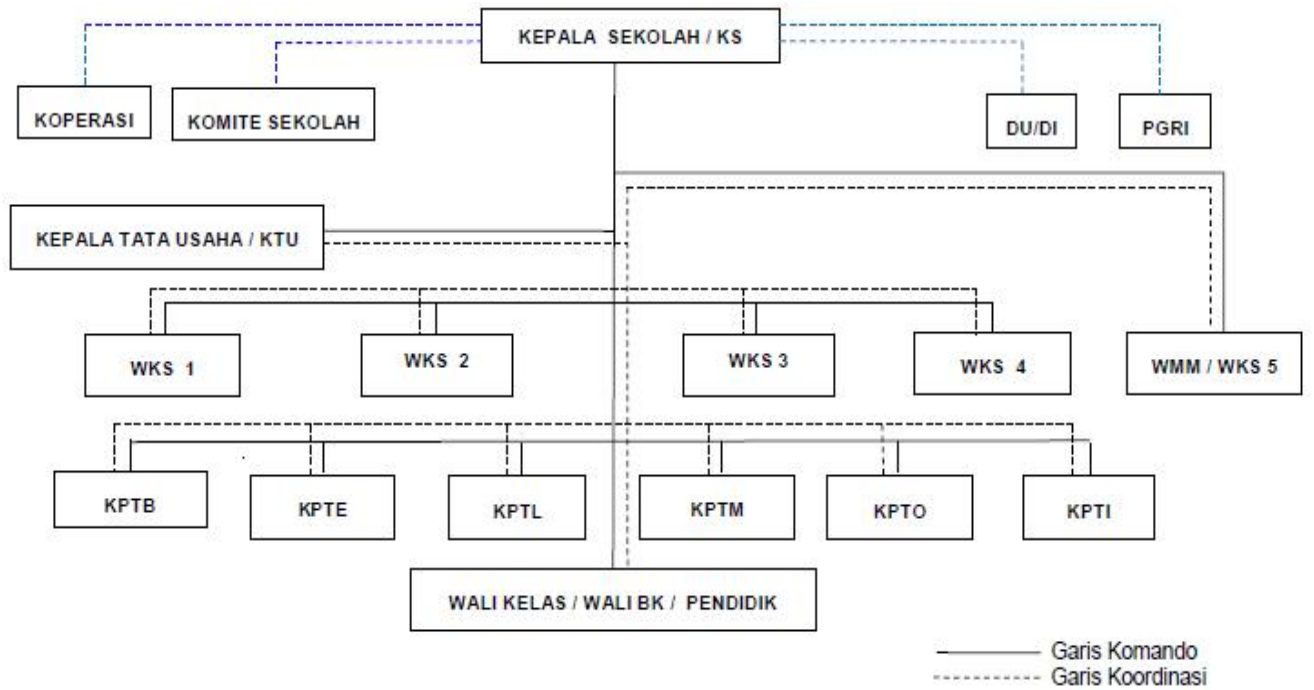 KEPALA SEKOLAH / KS
KOPERASI
KOMITE SEKOLAH
DU/DI
PGRI
KEPALA TATA USAHA / KTU
WKS 1
WKS 2
WKS 3
WKS 4
WMM / WKS 5
KPTB
KPTE
KPTL
KPTM
KPTO
KPTI
WALI KELAS / WALI BK / PENDIDIK
Garis Komando
Garis Koordinasi